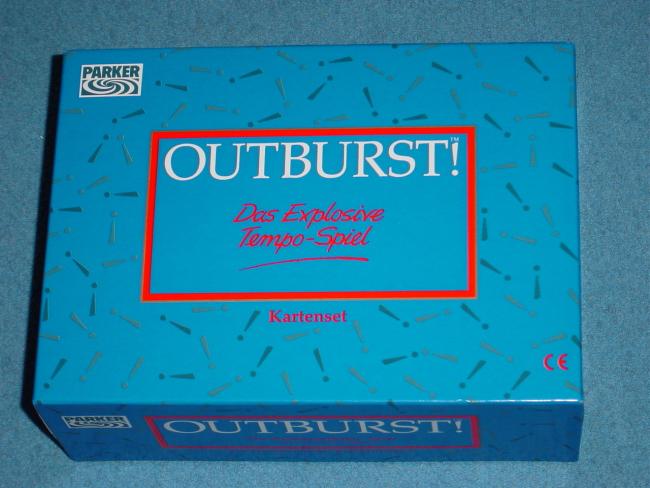 PARKER
OUTBURST!™
Das Explosive
Tempo-Spiel
Kartenset
CE
PARKER
OUTBURST!